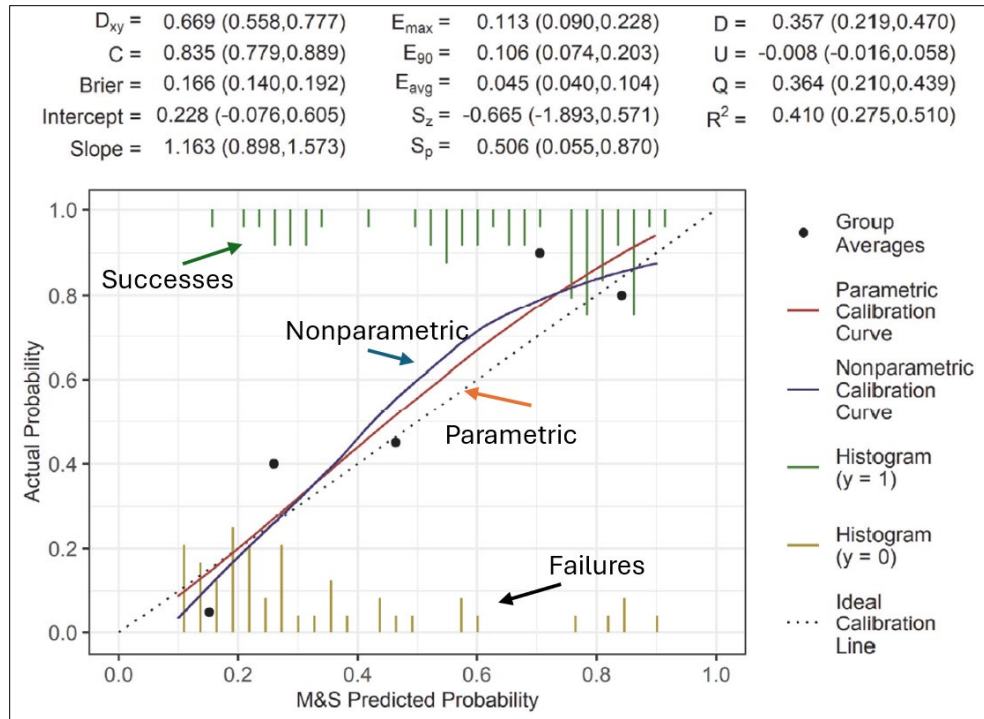 D_xy = 0.669 (0.558,0.777) E_max = 0.113 (0.090,0.228) D = 0.357 (0.219,0.470)
C = 0.835 (0.779,0.889) E_90 = 0.106 (0.074,0.203) U = -0.008 (-0.016,0.058)
Brier = 0.166 (0.140,0.192) E_avg = 0.045 (0.040,0.104) Q = 0.364 (0.210,0.439)
Intercept = 0.228 (-0.076,0.605) S_z = -0.665 (-1.893,0.571) R² = 0.410 (0.275,0.510)
Slope = 1.163 (0.898,1.573) S_p = 0.506 (0.055,0.870)
Actual Probability
1.0
0.8
0.6
0.4
0.2
0.0
Successes
Nonparametric
Parametric
Failures
0.0 0.2 0.4 0.6 0.8 1.0
M&S Predicted Probability
Group
Averages
Parametric
Calibration
Curve
Nonparametric
Calibration
Curve
Histogram
(y = 1)
Histogram
(y = 0)
Ideal
Calibration
Line